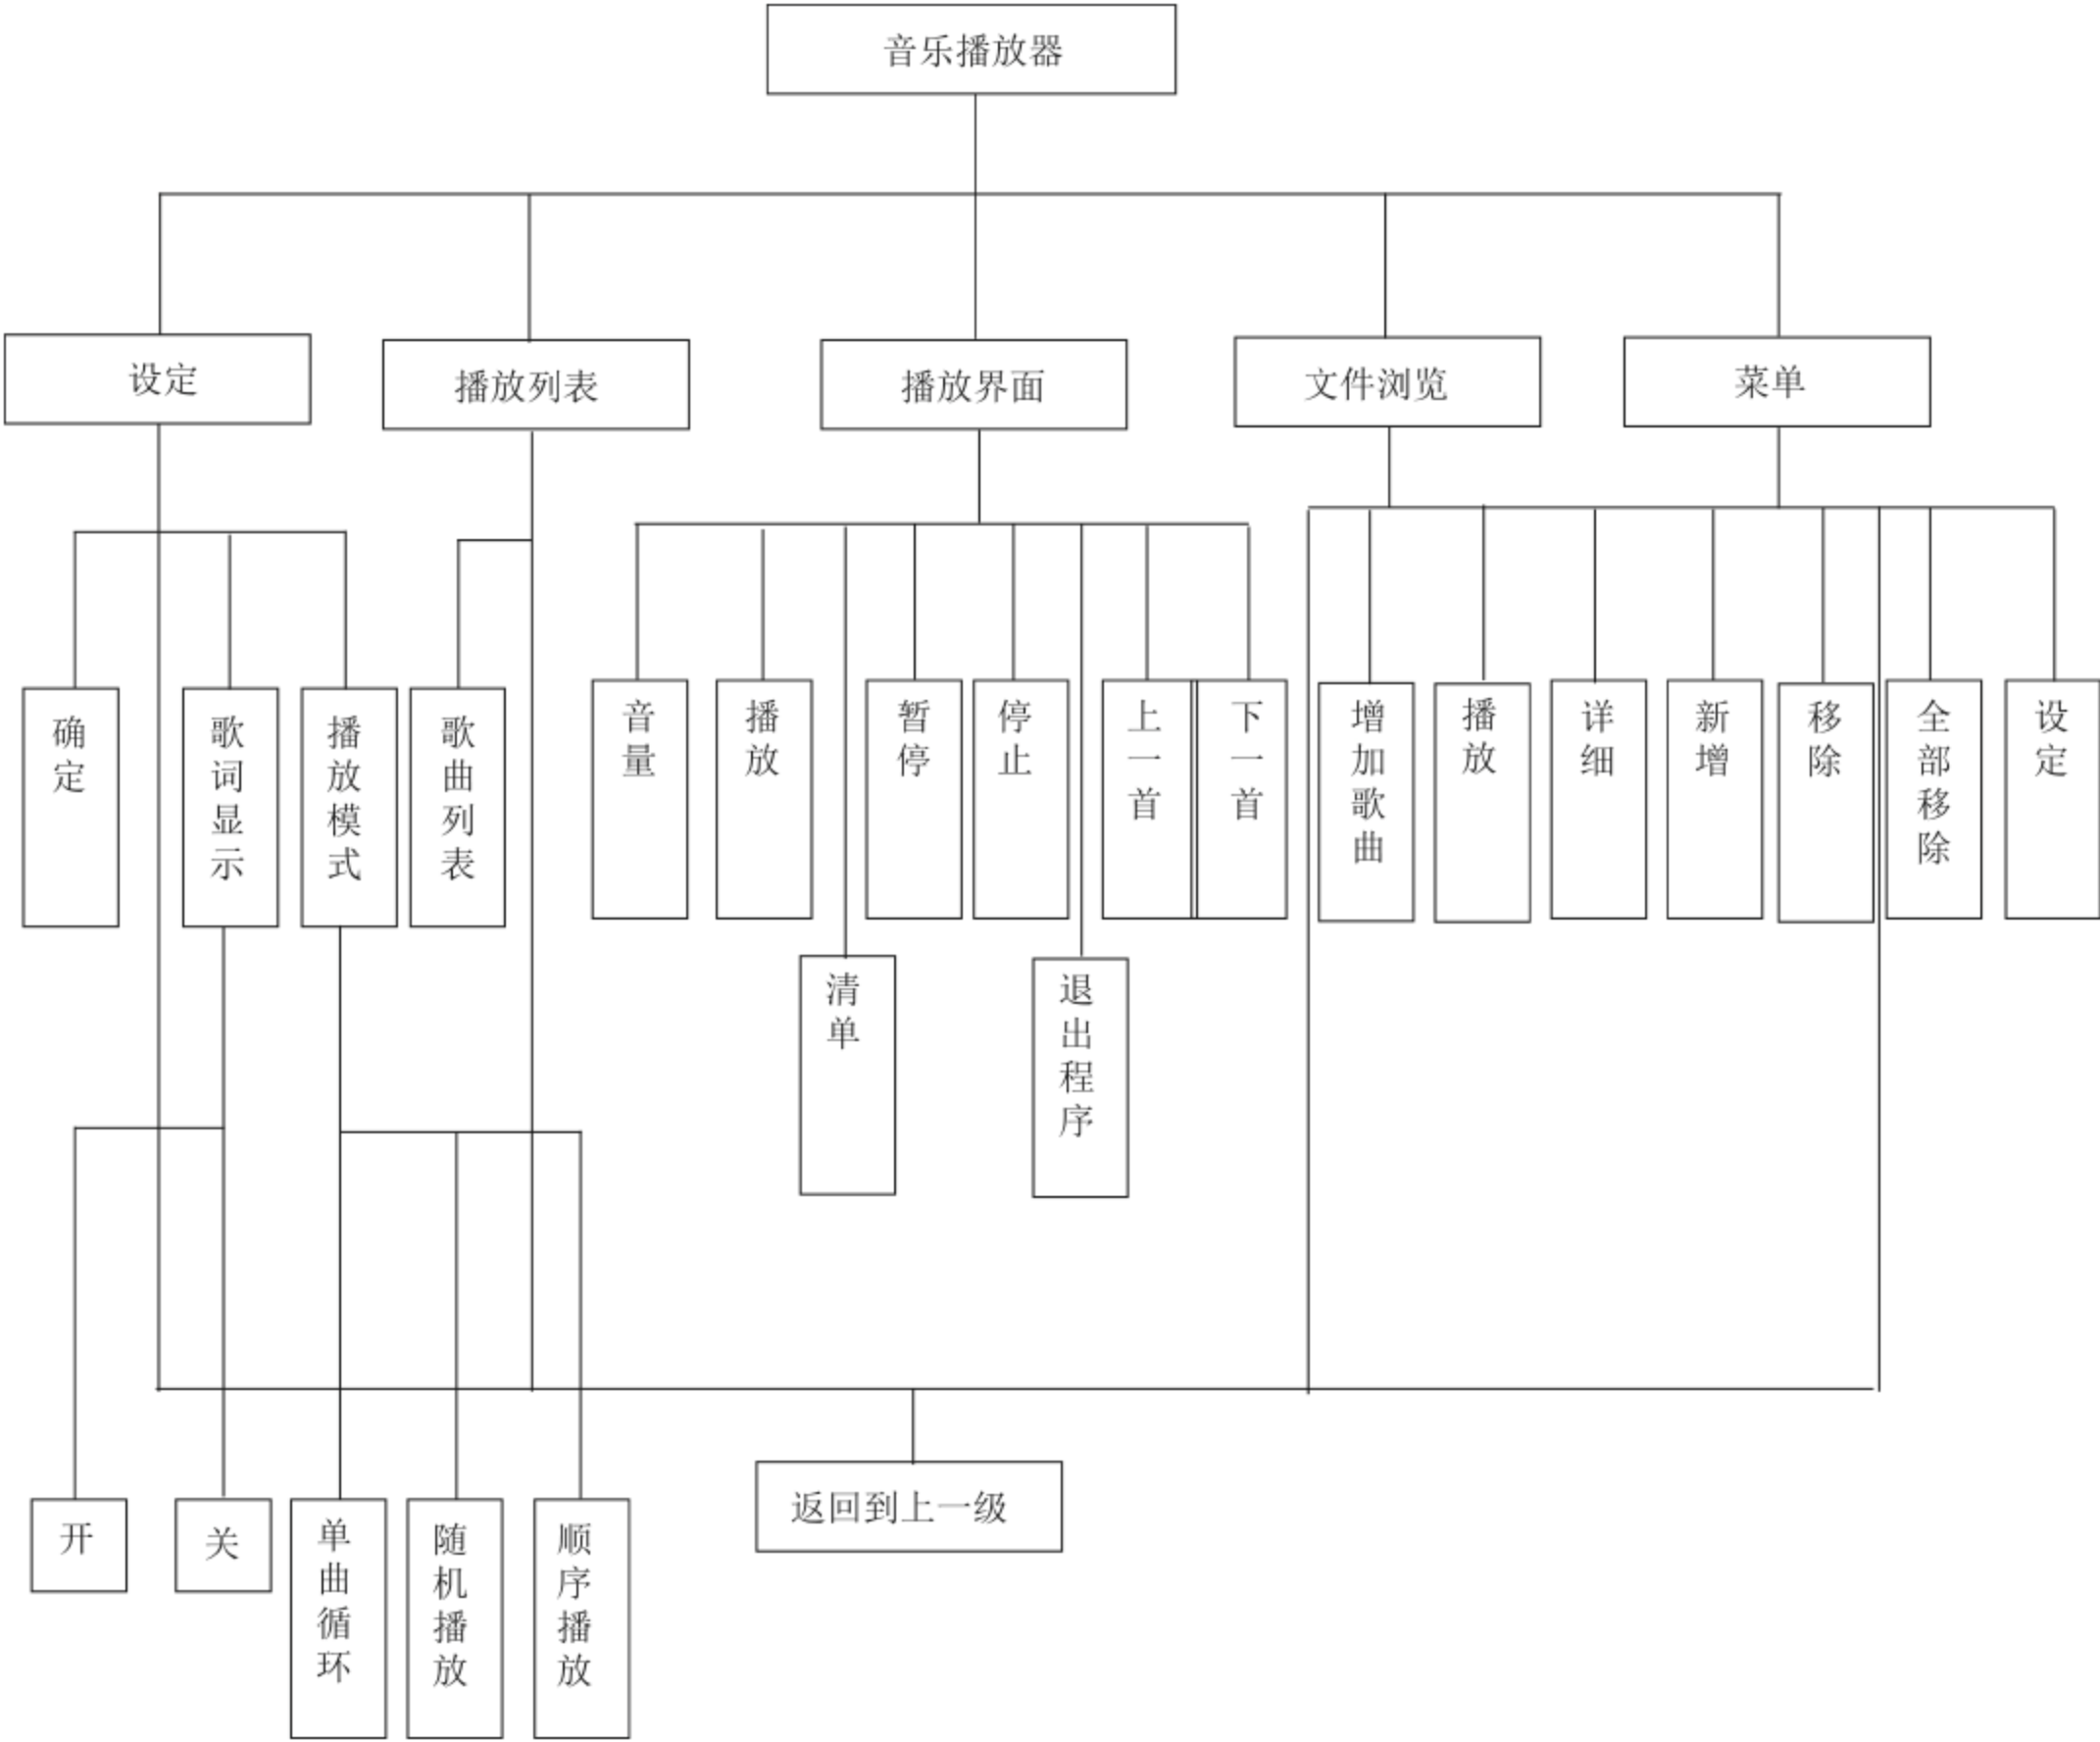 音乐播放器
设定
播放列表
播放界面
文件浏览
菜单
确定
歌词显示
播放模式
歌曲列表
音量
播放
暂停
停止
上一首
下一首
增加歌曲
播放
详细
新增
移除
全部移除
设定
清单
退出程序
返回到上一级
开
关
单曲循环
随机播放
顺序播放